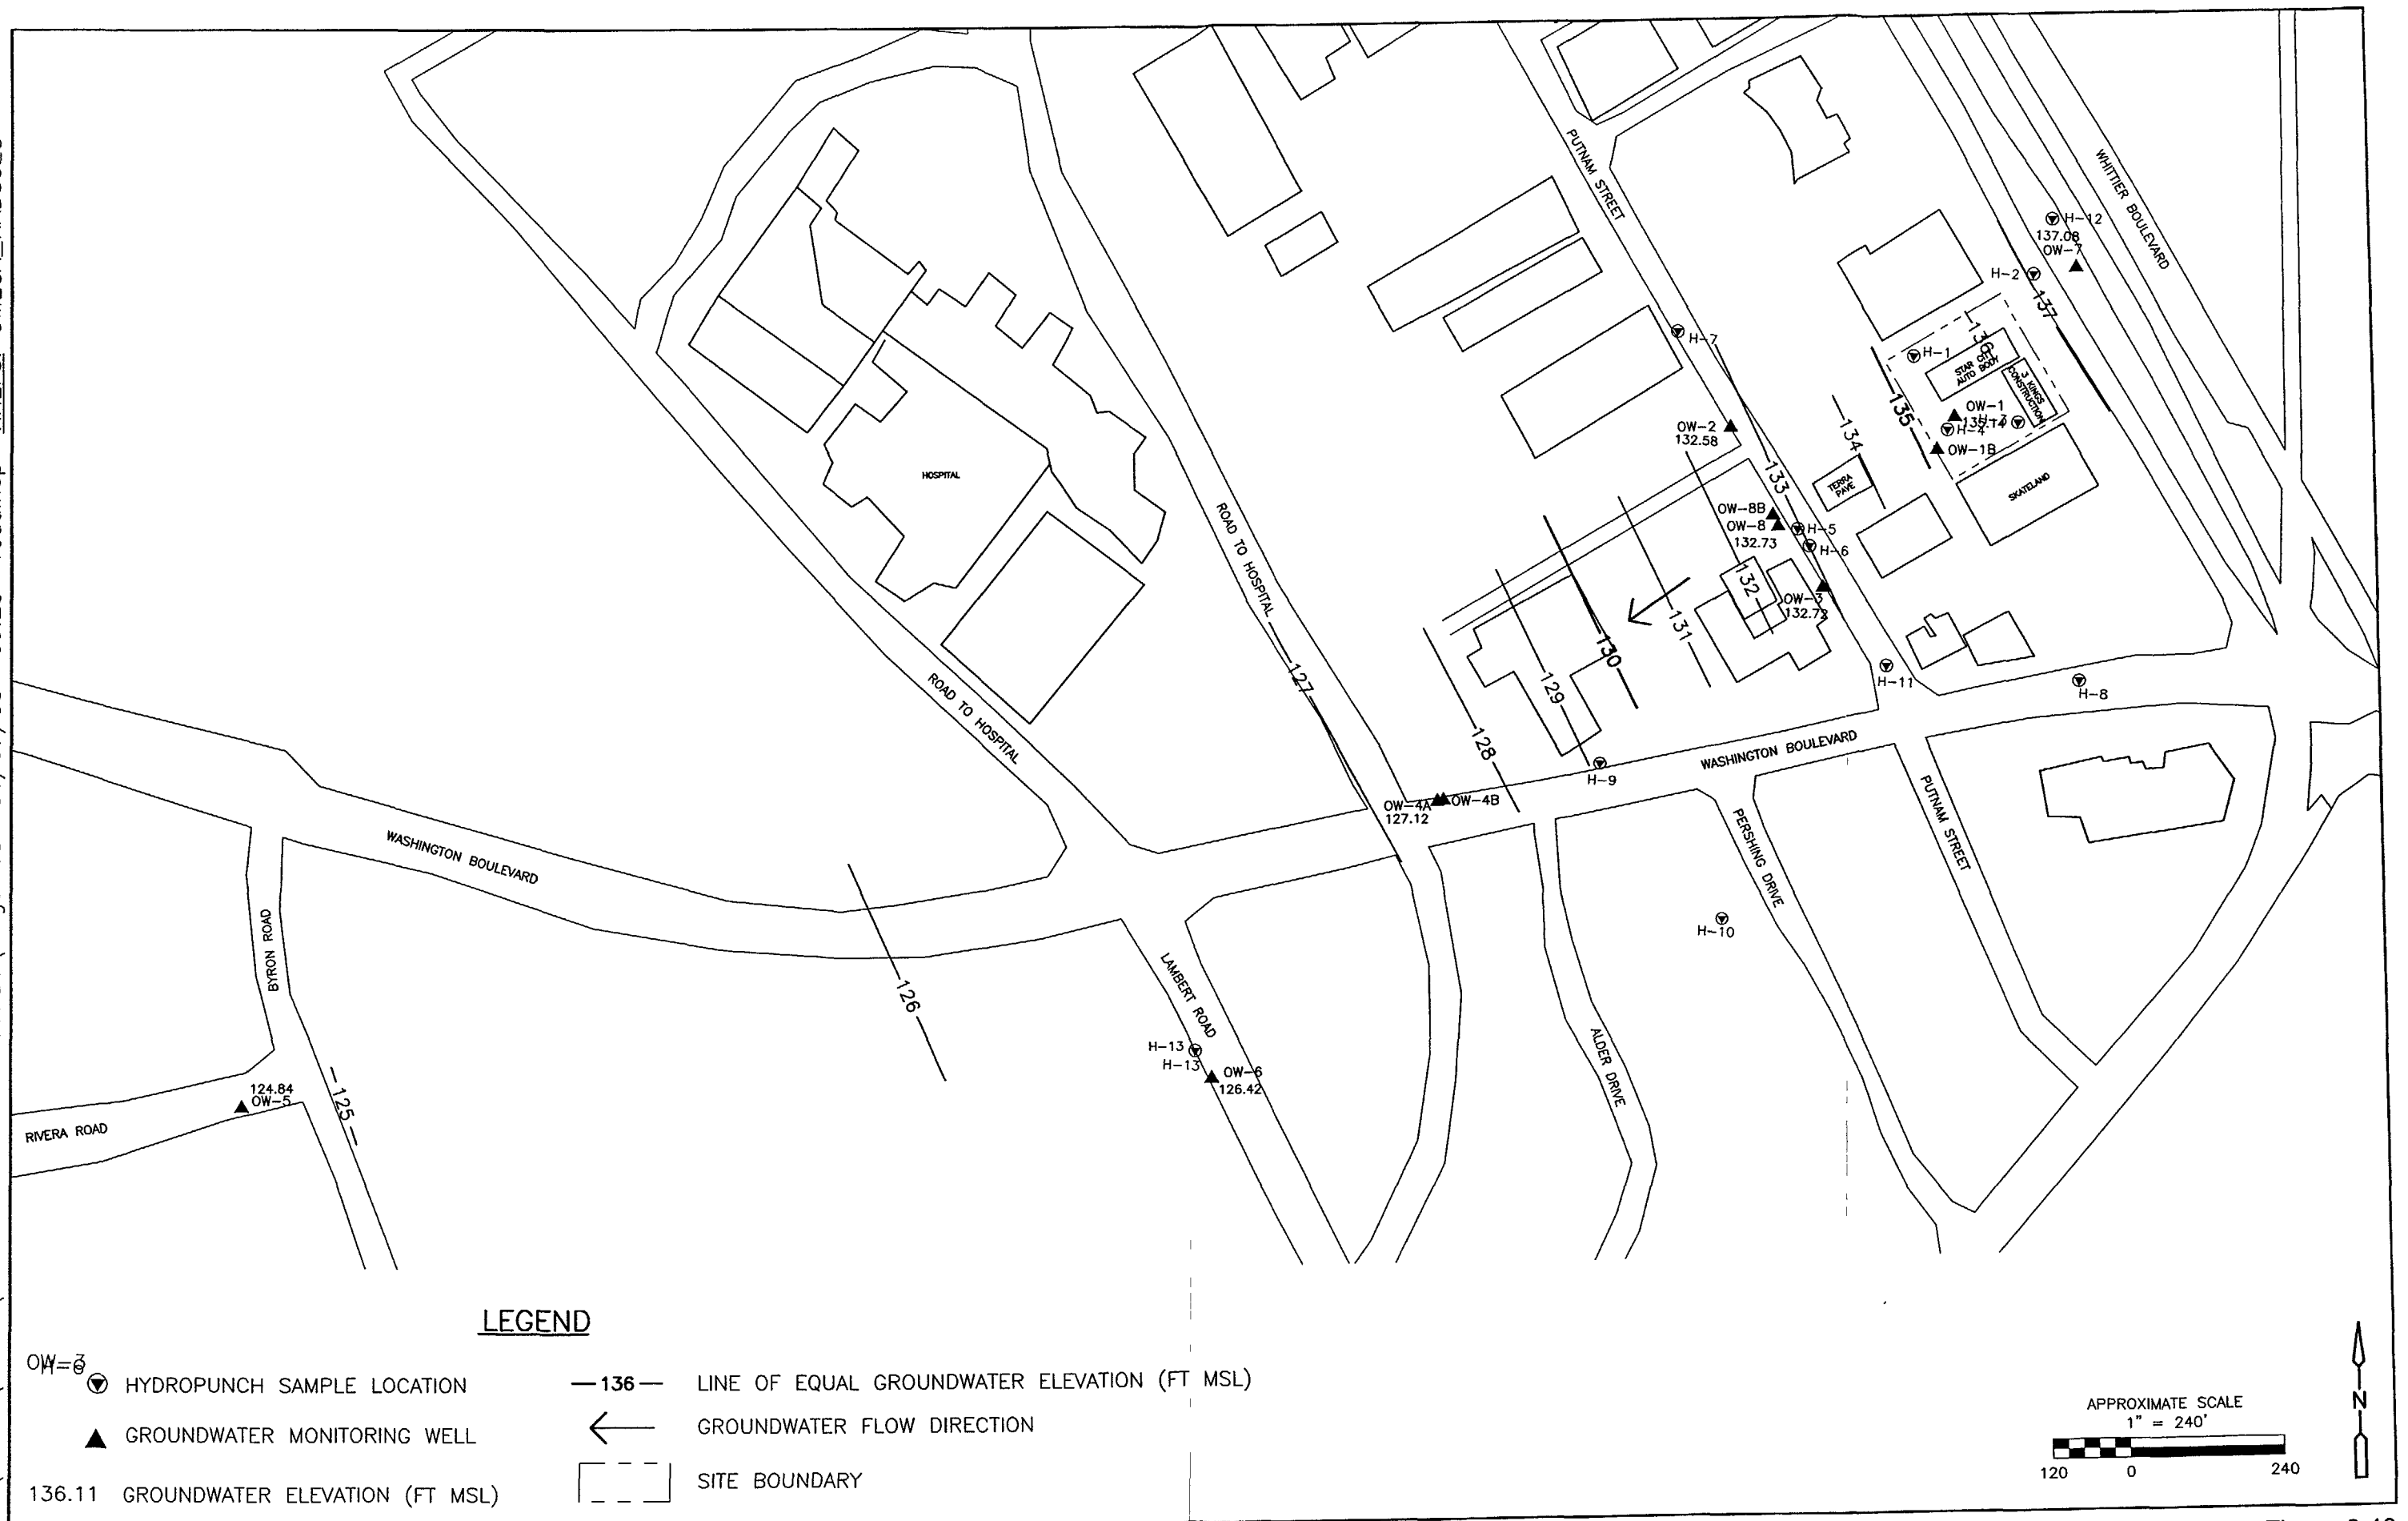 PUTNAM STREET
WHITTIER BOULEVARD
H-12
137.08
OW-7
H-2
137
H-7
H-1
136
STAR CITY
AUTO BODY
3 KINGS
CONSTRUCTION
135
OW-1
H-3
H-4
OW-1B
134
OW-2
132.58
133
TERRA
PAVE
SKATELAND
HOSPITAL
OW-8B
OW-8
132.73
H-5
H-6
ROAD TO HOSPITAL
132
OW-3
132.72
131
130
129
128
127
H-11
H-8
ROAD TO HOSPITAL
WASHINGTON BOULEVARD
H-9
OW-4A
OW-4B
127.12
PERSHING DRIVE
PUTNAM STREET
WASHINGTON BOULEVARD
BYRON ROAD
H-10
126
LAMBERT ROAD
ALDER DRIVE
H-13
H-13
OW-6
126.42
124.84
OW-5
125
RIVERA ROAD
LEGEND
HYDROPUNCH SAMPLE LOCATION
GROUNDWATER MONITORING WELL
136.11 GROUNDWATER ELEVATION (FT MSL)
136 LINE OF EQUAL GROUNDWATER ELEVATION (FT MSL)
GROUNDWATER FLOW DIRECTION
SITE BOUNDARY
APPROXIMATE SCALE
1" = 240'
120 0 240
N